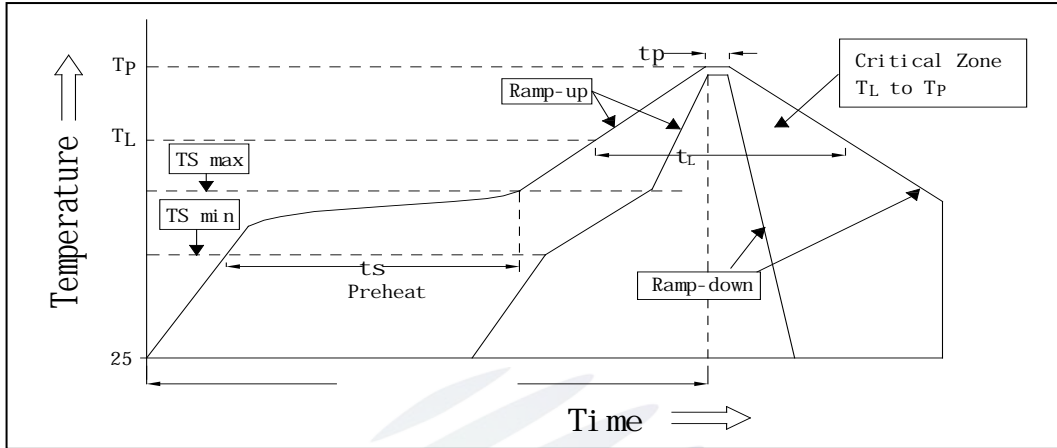 tp
TP
Critical Zone
TL to TP
Ramp-up
TL
TS max
tL
TS min
ts
Preheat
Ramp-down
25
Temperature
Time